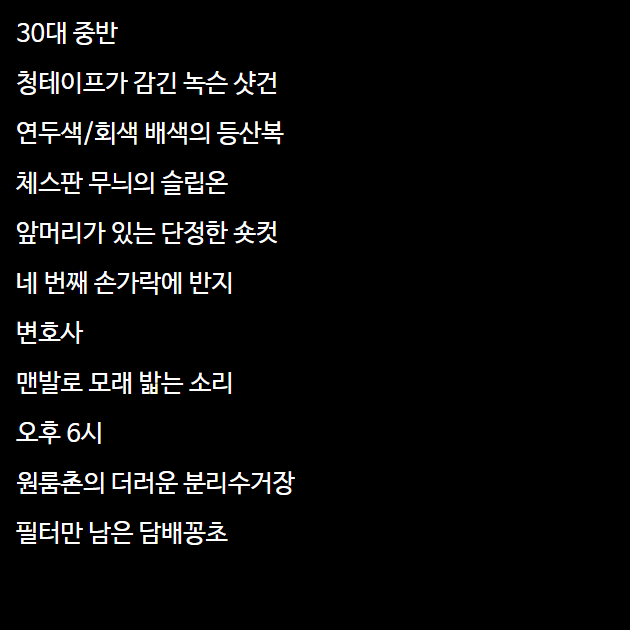 30대 중반
청테이프가 감긴 녹슨 샷건
연두색/회색 배색의 등산복
체스판 무늬의 슬립온
앞머리가 있는 단정한 숏컷
네 번째 손가락에 반지
변호사
맨발로 모래 밟는 소리
오후 6시
원룸촌의 더러운 분리수거장
필터만 남은 담배꽁초